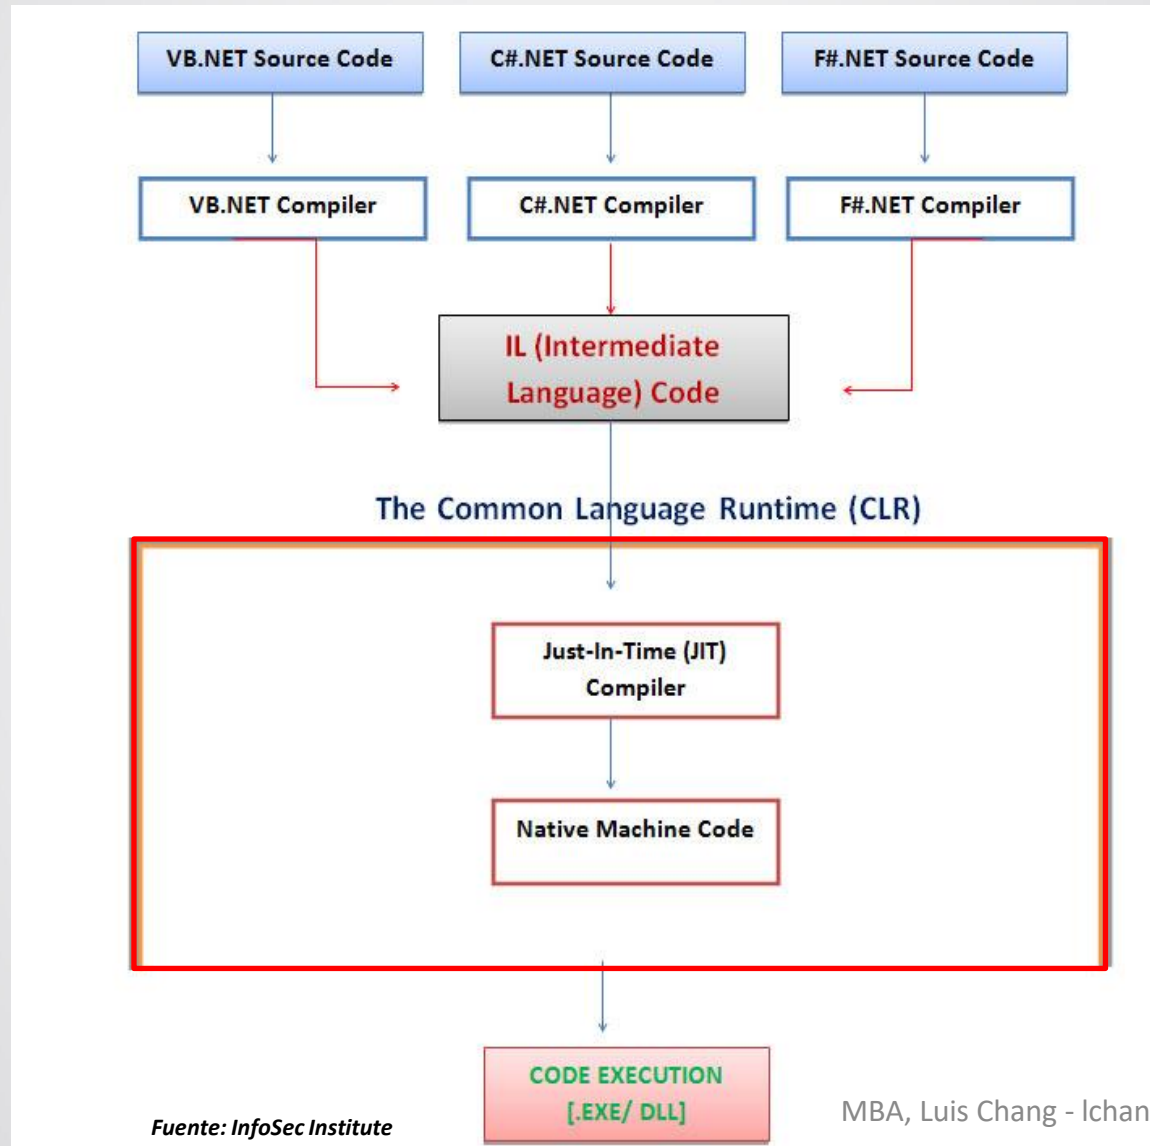 VB.NET Source Code
C#.NET Source Code
F#.NET Source Code
VB.NET Compiler
C#.NET Compiler
F#.NET Compiler
IL (Intermediate
Language) Code
The Common Language Runtime (CLR)
Just-In-Time (JIT)
Compiler
Native Machine Code
CODE EXECUTION
[.EXE/ DLL]
Fuente: InfoSec Institute
MBA, Luis Chang - lchan